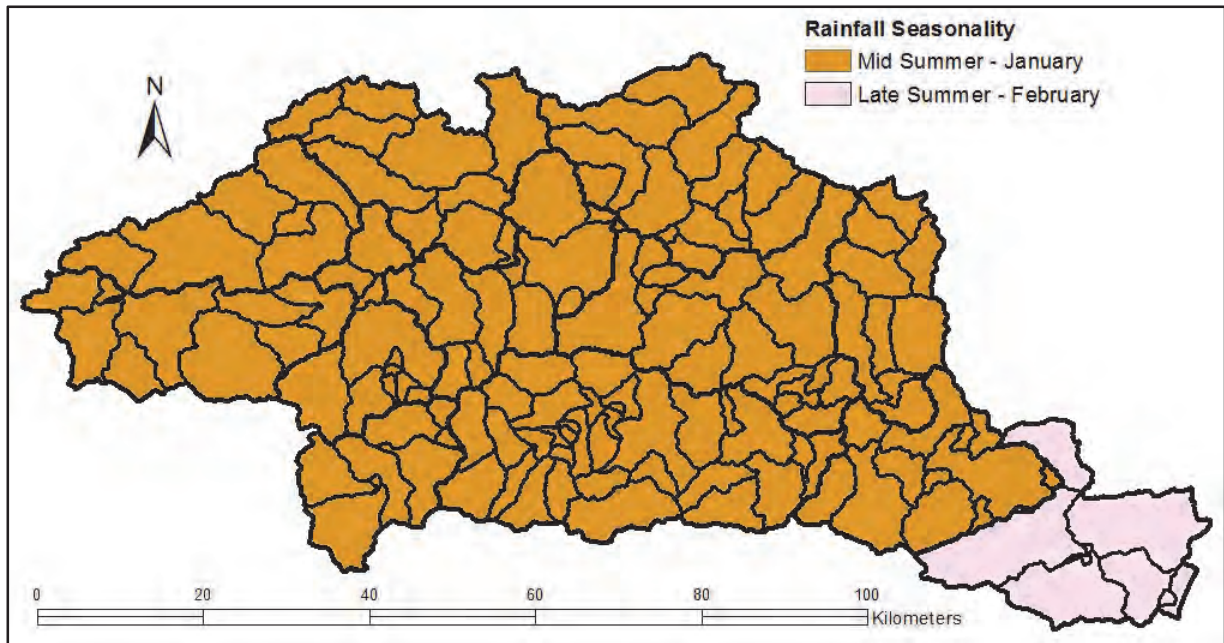 Rainfall Seasonality
Mid Summer - January
Late Summer - February
N
0 20 40 60 80 100
Kilometers